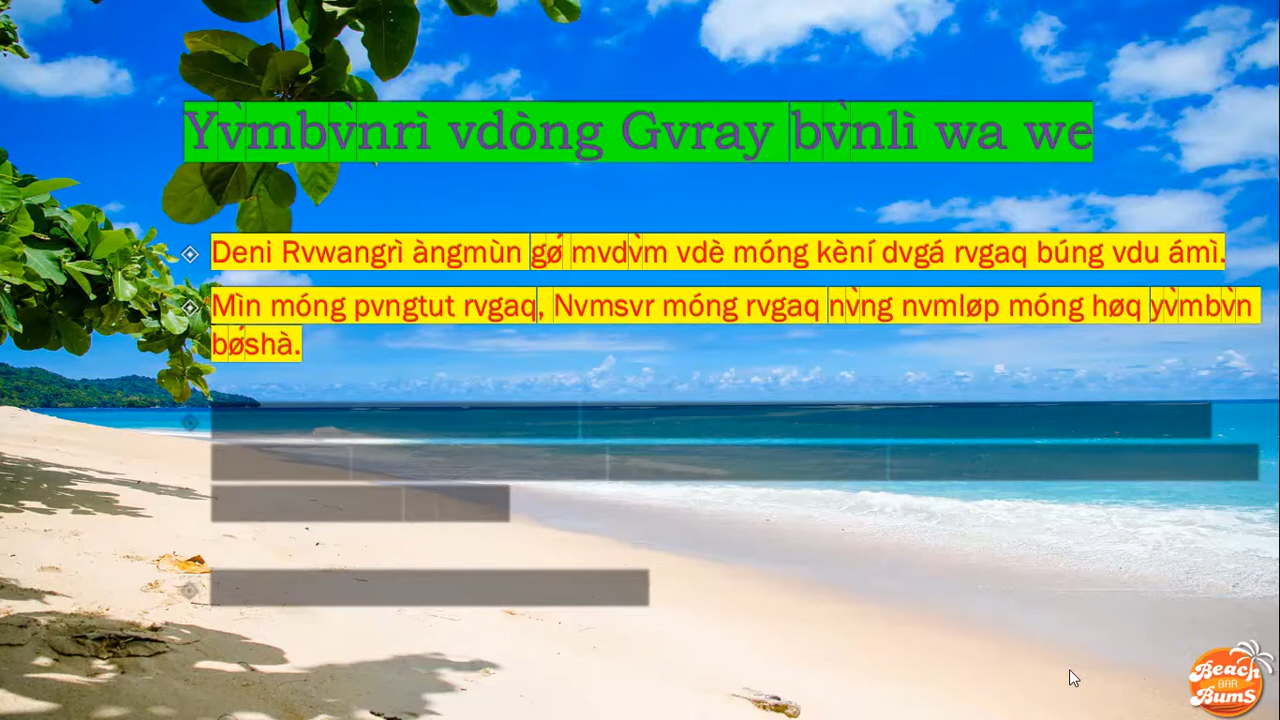 Yv̀mbv̀nrì vdòng Gvray bv̀nlì wa we
Deni Rvwangrì àngmùn gǿ mvdv̀m vdè móng kèní dvgá rvgaq búng vdu ámì.
Mìn móng pvngtut rvgaq, Nvmsvr móng rvgaq nv̀ng nvmløp móng høq yv̀mbv̀n
bǿshà.
Beach
BAR
Bums